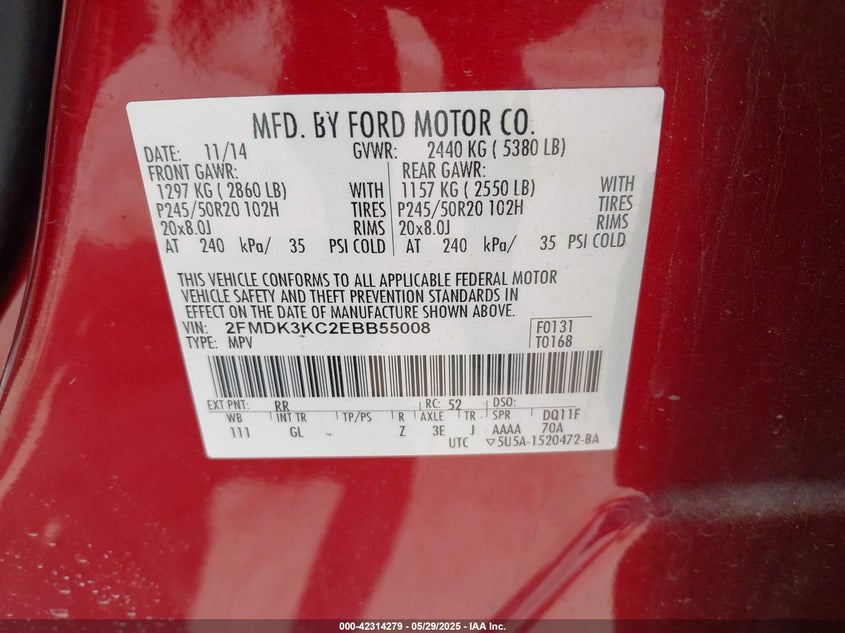 MFD. BY FORD MOTOR CO.
DATE: 11/14 GVWR: 2440 KG ( 5380 LB)
FRONT GAWR: REAR GAWR:
1297 KG ( 2860 LB) WITH 1157 KG ( 2550 LB) WITH
P245/50R20 102H TIRES P245/50R20 102H TIRES
20x8.0J RIMS 20x8.0J RIMS
AT 240 kPa/ 35 PSI COLD AT 240 kPa/ 35 PSI COLD
THIS VEHICLE CONFORMS TO ALL APPLICABLE FEDERAL MOTOR
VEHICLE SAFETY AND THEFT PREVENTION STANDARDS IN
EFFECT ON THE DATE OF MANUFACTURE SHOWN ABOVE.
VIN: 2FMDK3KC2EBB55008 F0131
TYPE: MPV T0168
EXT PNT: RR RC: 52 DSO:
WB INT TR TP/PS R AXLE TR SPR DQ11F
111 GL - Z 3E J AAAA 70A
UTC ▽5U5A-1520472-BA
000-42314279 | 05/29/2025 | IAA Inc.